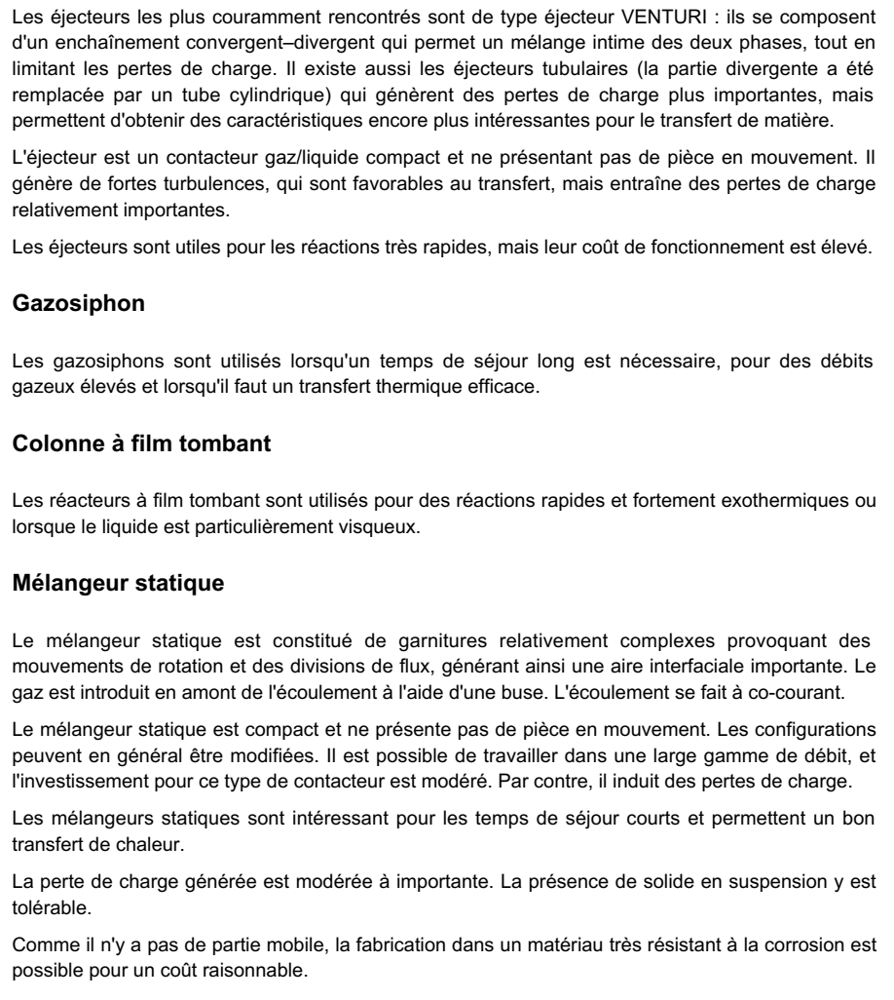 Les éjecteurs les plus couramment rencontrés sont de type éjecteur VENTURI : ils se composent
d'un enchaînement convergent–divergent qui permet un mélange intime des deux phases, tout en
limitant les pertes de charge. Il existe aussi les éjecteurs tubulaires (la partie divergente a été
remplacée par un tube cylindrique) qui génèrent des pertes de charge plus importantes, mais
permettent d'obtenir des caractéristiques encore plus intéressantes pour le transfert de matière.
L'éjecteur est un contacteur gaz/liquide compact et ne présentant pas de pièce en mouvement. Il
génère de fortes turbulences, qui sont favorables au transfert, mais entraîne des pertes de charge
relativement importantes.
Les éjecteurs sont utiles pour les réactions très rapides, mais leur coût de fonctionnement est élevé.
Gazosiphon
Les gazosiphons sont utilisés lorsqu'un temps de séjour long est nécessaire, pour des débits
gazeux élevés et lorsqu'il faut un transfert thermique efficace.
Colonne à film tombant
Les réacteurs à film tombant sont utilisés pour des réactions rapides et fortement exothermiques ou
lorsque le liquide est particulièrement visqueux.
Mélangeur statique
Le mélangeur statique est constitué de garnitures relativement complexes provoquant des
mouvements de rotation et des divisions de flux, générant ainsi une aire interfaciale importante. Le
gaz est introduit en amont de l'écoulement à l'aide d'une buse. L'écoulement se fait à co-courant.
Le mélangeur statique est compact et ne présente pas de pièce en mouvement. Les configurations
peuvent en général être modifiées. Il est possible de travailler dans une large gamme de débit, et
l'investissement pour ce type de contacteur est modéré. Par contre, il induit des pertes de charge.
Les mélangeurs statiques sont intéressant pour les temps de séjour courts et permettent un bon
transfert de chaleur.
La perte de charge générée est modérée à importante. La présence de solide en suspension y est
tolérable.
Comme il n'y a pas de partie mobile, la fabrication dans un matériau très résistant à la corrosion est
possible pour un coût raisonnable.